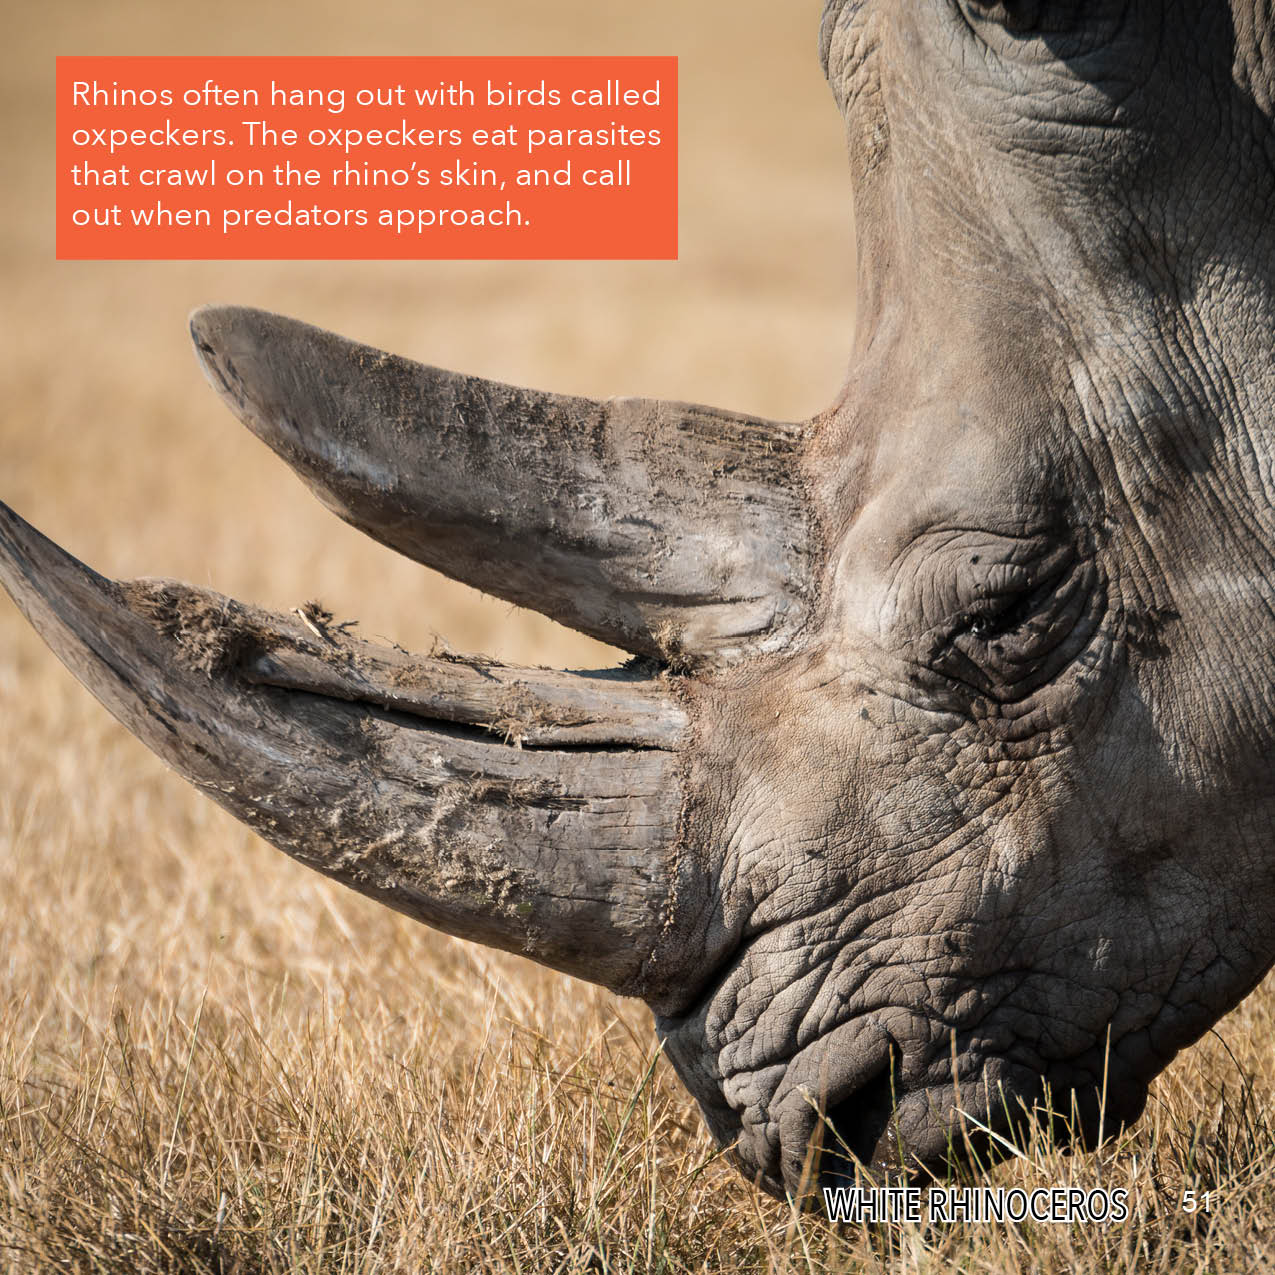 Rhinos often hang out with birds called
oxpeckers. The oxpeckers eat parasites
that crawl on the rhino’s skin, and call
out when predators approach.
WHITE RHINOCEROS 51